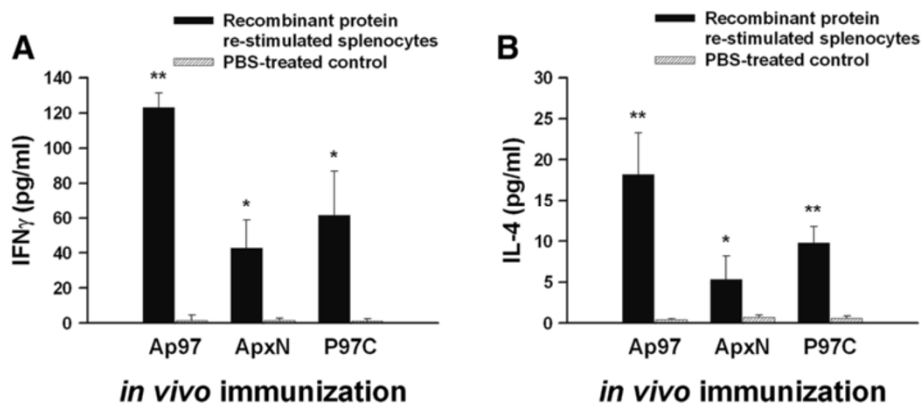 A
Recombinant protein
re-stimulated splenocytes
PBS-treated control
IFNγ (pg/ml)
140
120
100
80
60
40
20
0
**
*
*
Ap97 ApxN P97C
in vivo immunization
B
Recombinant protein
re-stimulated splenocytes
PBS-treated control
IL-4 (pg/ml)
30
25
20
15
10
5
0
**
*
**
Ap97 ApxN P97C
in vivo immunization